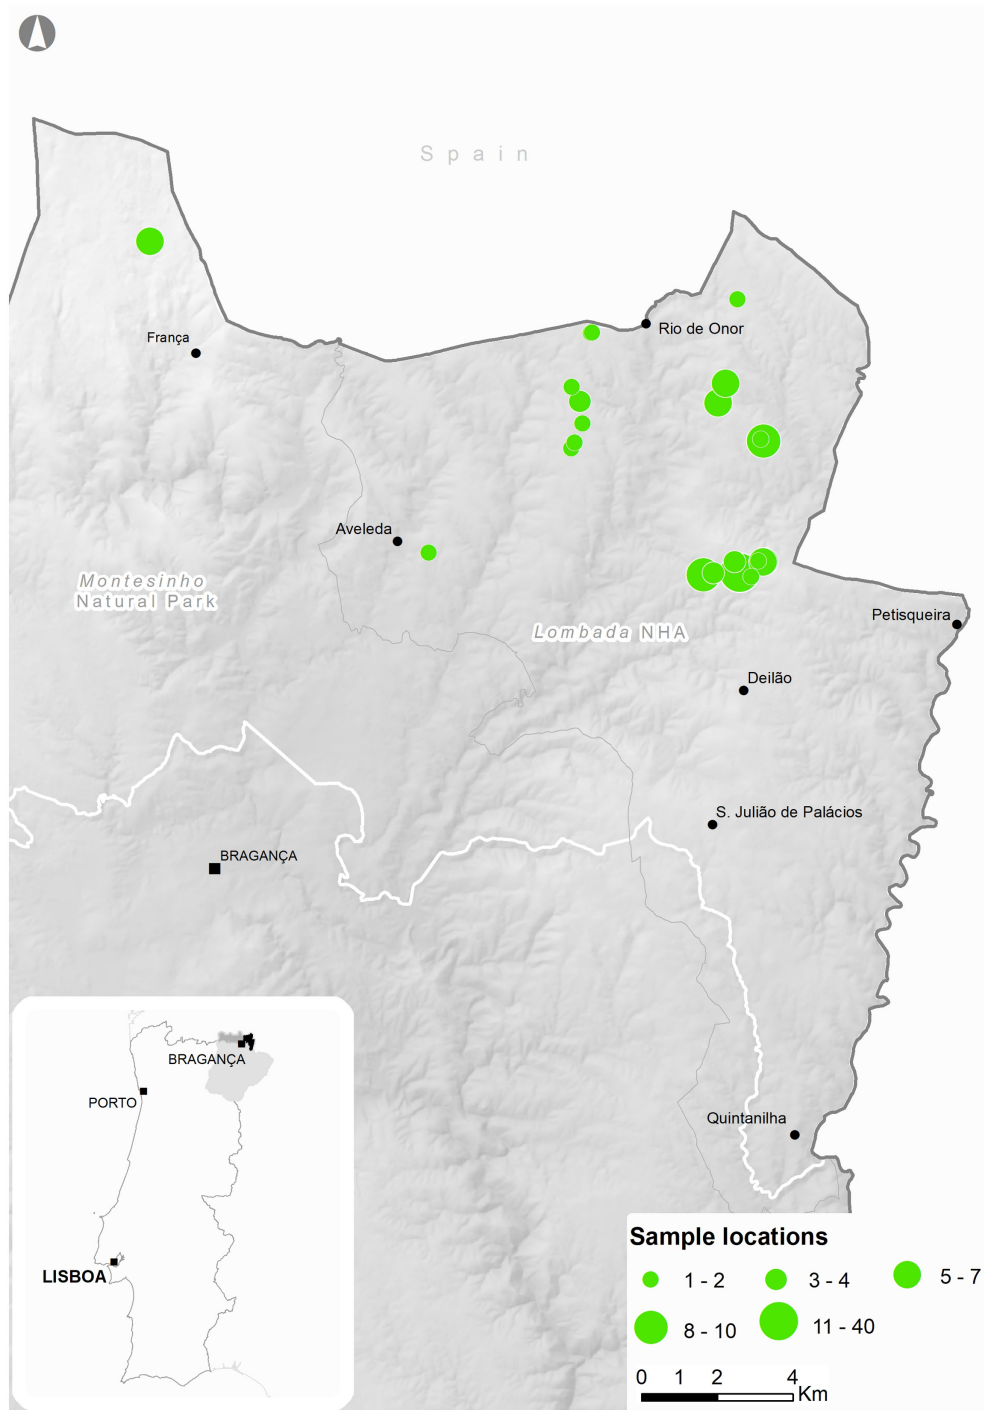 Spain
França
Rio de Onor
Aveleda
Montesinho
Natural Park
Lombada NHA
Petisqueira
Deilão
S. Julião de Palácios
BRAGANÇA
Quintanilha
BRAGANÇA
PORTO
LISBOA
Sample locations
1 - 2
3 - 4
5 - 7
8 - 10
11 - 40
0 1 2 4
Km